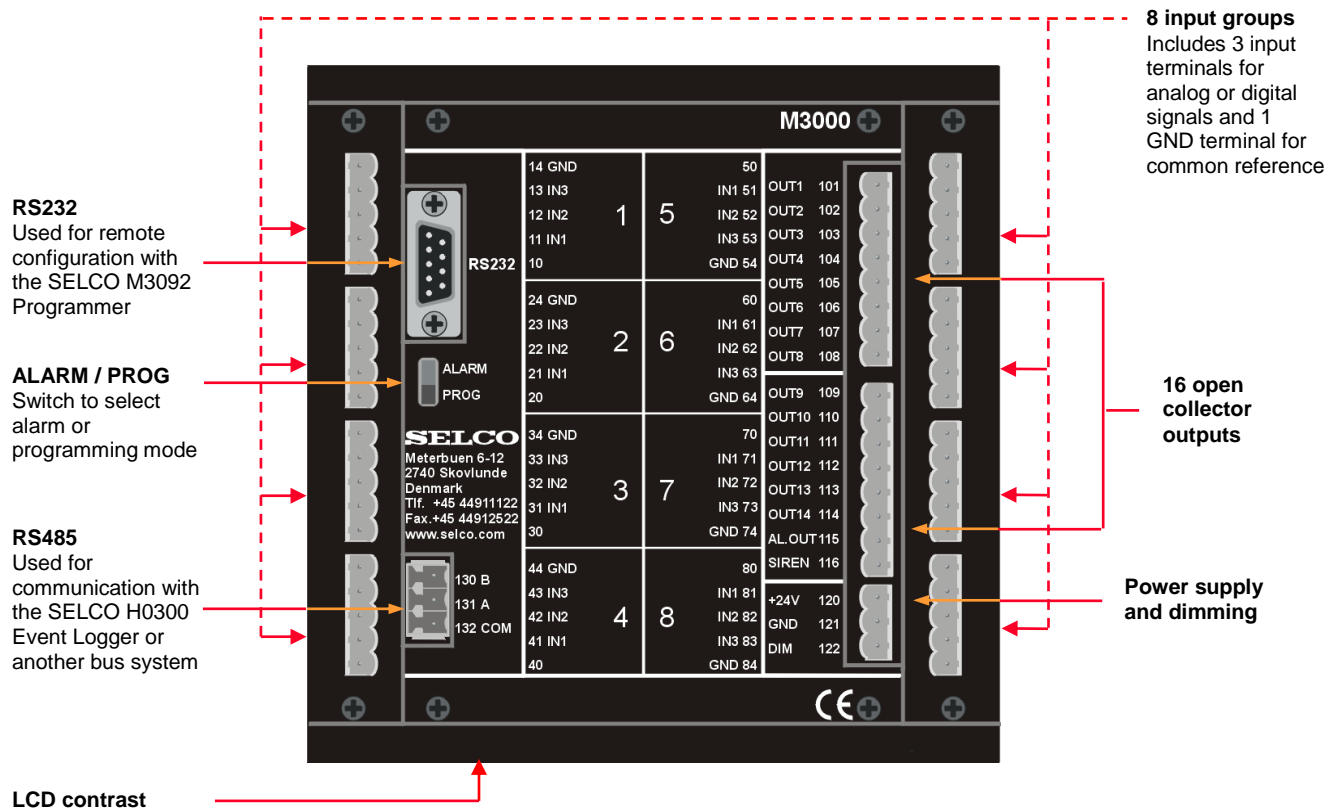 8 input groups
Includes 3 input
terminals for
analog or digital
signals and 1
GND terminal for
common reference
RS232
Used for remote
configuration with
the SELCO M3092
Programmer
ALARM / PROG
Switch to select
alarm or
programming mode
RS485
Used for
communication with
the SELCO H0300
Event Logger or
another bus system
LCD contrast
M3000
RS232
ALARM
PROG
SELCO
Meterbuen 6-12
2740 Skovlunde
Denmark
Tlf. +45 44911122
Fax.+45 44912522
www.selco.com
130 B
131 A
132 COM
14 GND
13 IN3
12 IN2
11 IN1
10
1
24 GND
23 IN3
22 IN2
21 IN1
20
2
34 GND
33 IN3
32 IN2
31 IN1
30
3
44 GND
43 IN3
42 IN2
41 IN1
40
4
5
50
IN1 51
IN2 52
IN3 53
GND 54
6
60
IN1 61
IN2 62
IN3 63
GND 64
7
70
IN1 71
IN2 72
IN3 73
GND 74
8
80
IN1 81
IN2 82
IN3 83
GND 84
OUT1 101
OUT2 102
OUT3 103
OUT4 104
OUT5 105
OUT6 106
OUT7 107
OUT8 108
OUT9 109
OUT10 110
OUT11 111
OUT12 112
OUT13 113
OUT14 114
AL.OUT 115
SIREN 116
+24V 120
GND 121
DIM 122
CE
16 open
collector
outputs
Power supply
and dimming